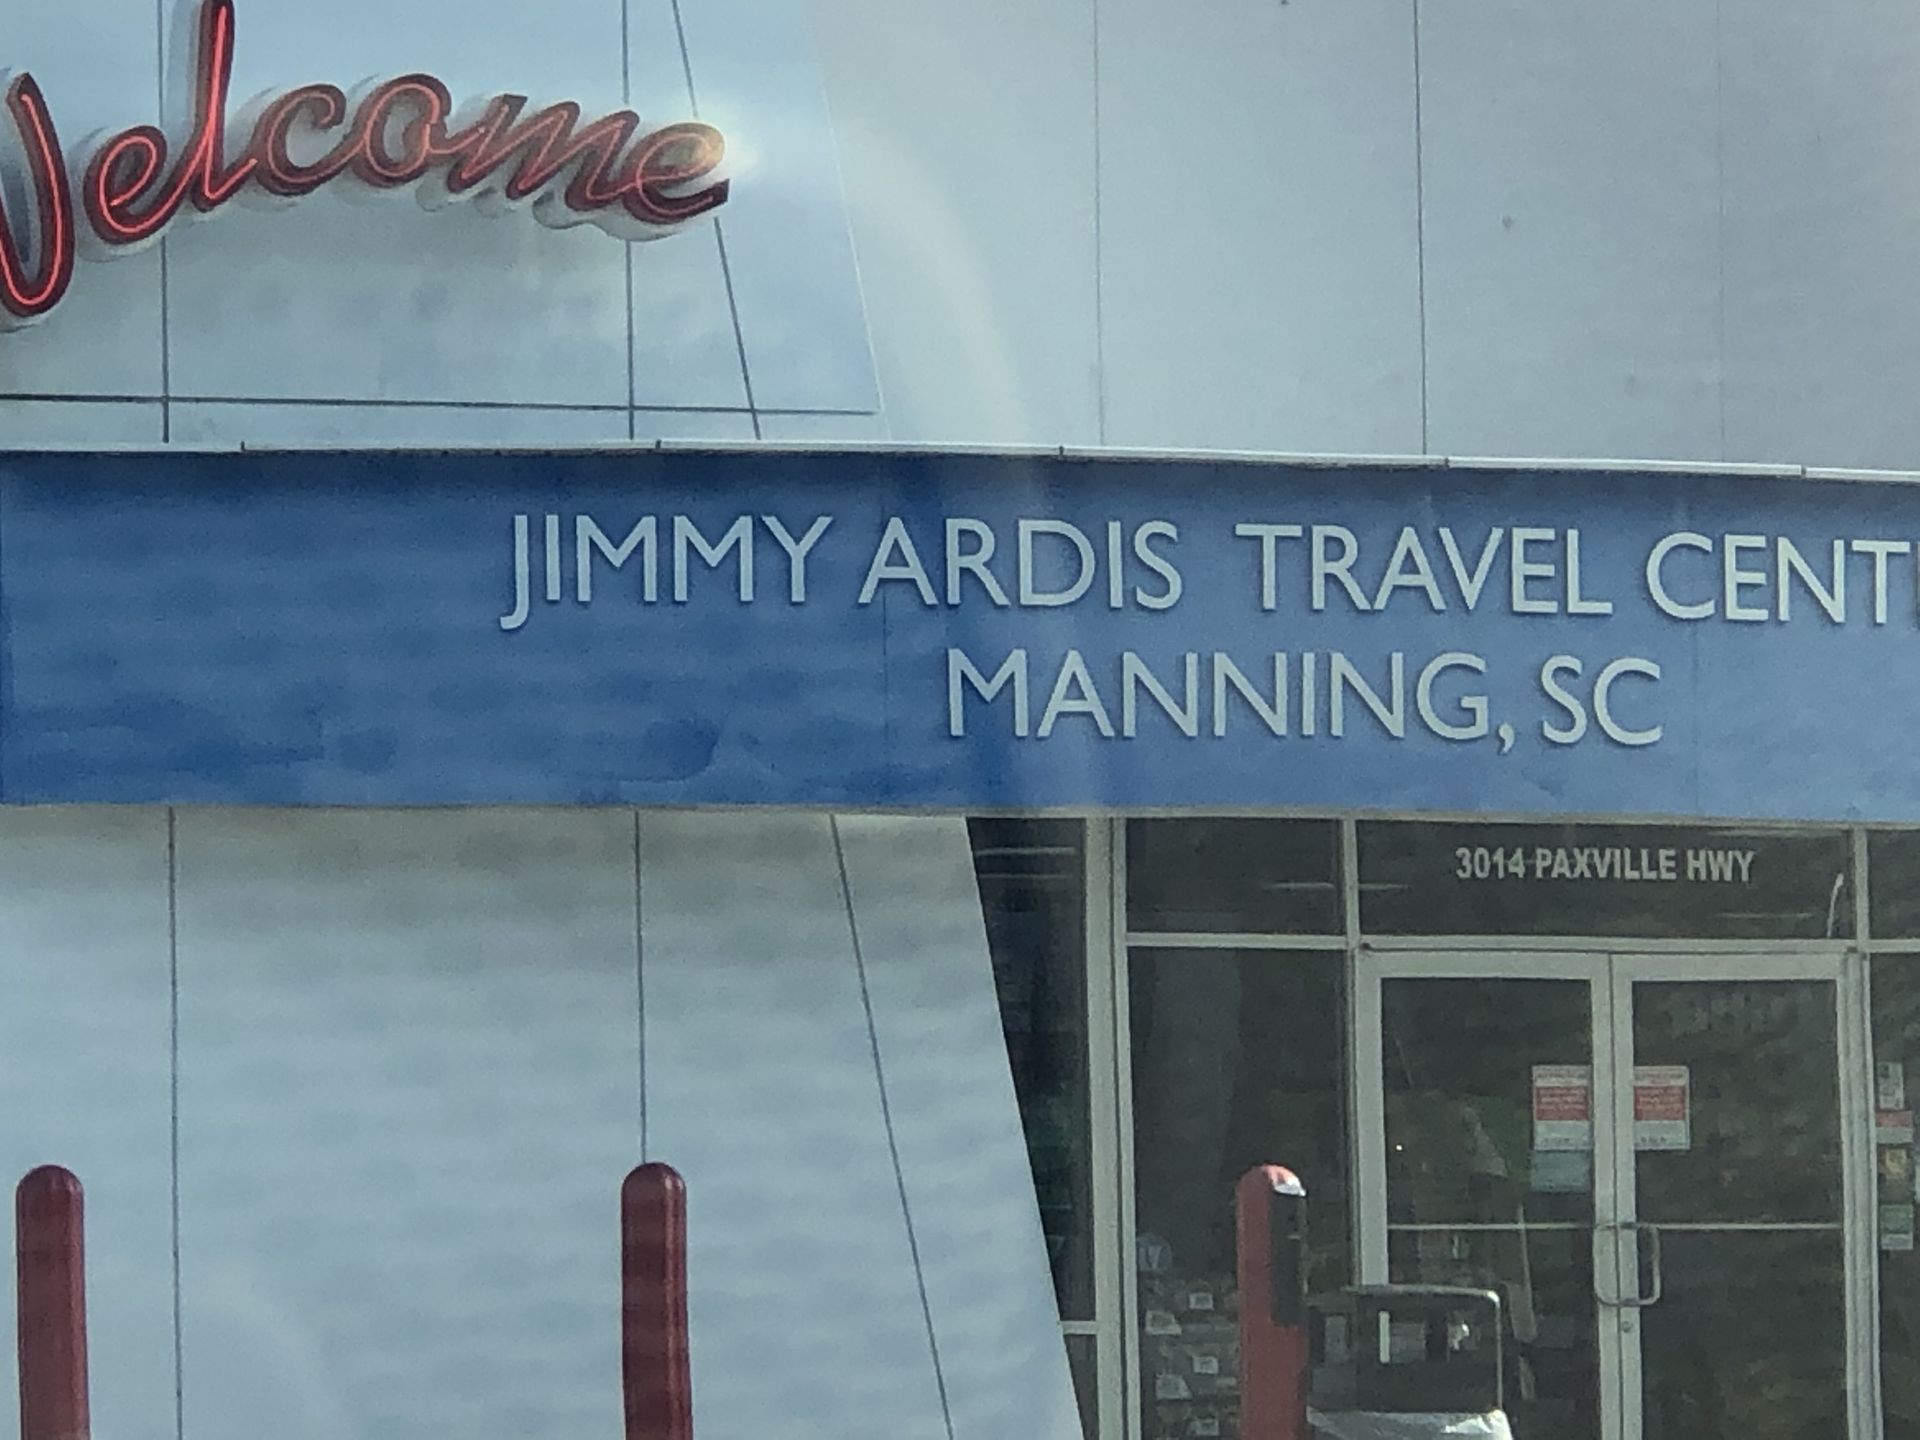 Welcome
JIMMY ARDIS TRAVEL CENT
MANNING, SC
3014 PAXVILLE HWY